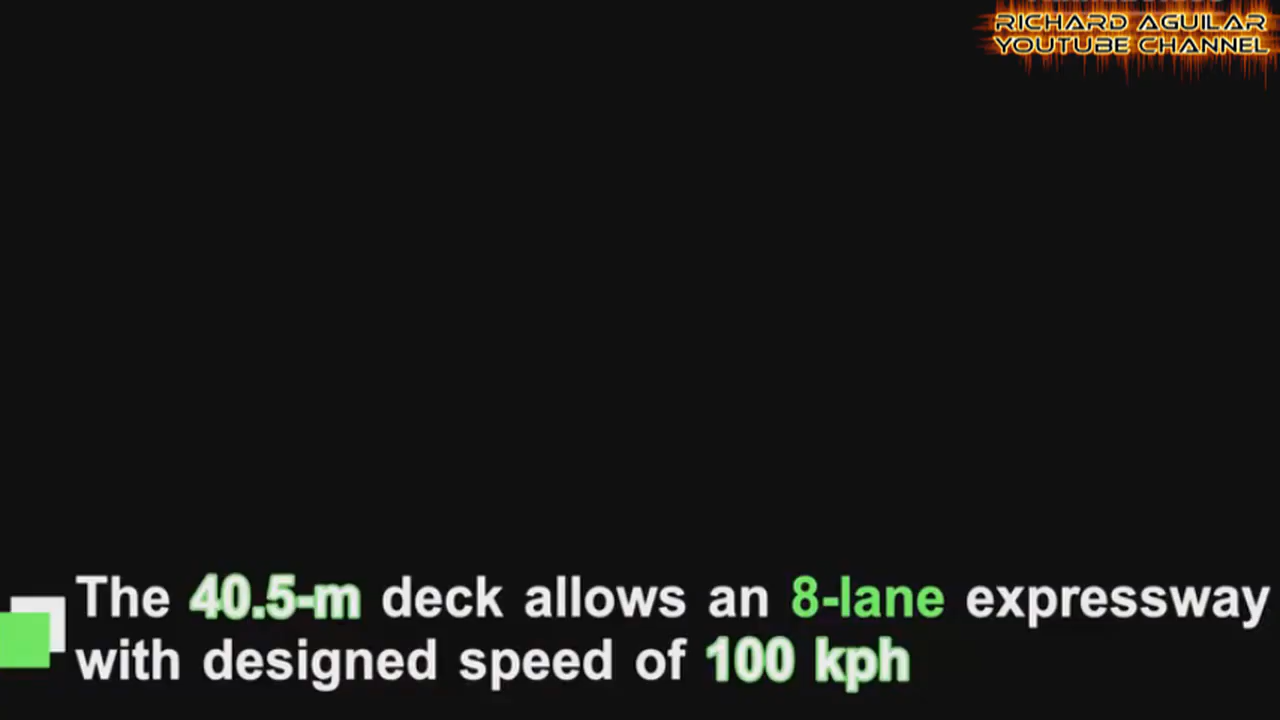 RICHARD AGUILAR
YOUTUBE CHANNEL
The 40.5-m deck allows an 8-lane expressway
with designed speed of 100 kph